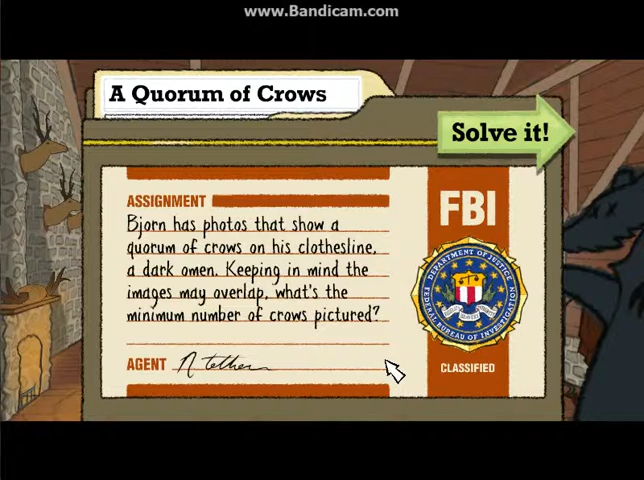 www.Bandicam.com
A Quorum of Crows
Solve it!
ASSIGNMENT
Bjorn has photos that show a
quorum of crows on his clothesline,
a dark omen. Keeping in mind the
images may overlap, what's the
minimum number of crows pictured?
AGENT
FBI
DEPARTMENT OF JUSTICE
FEDERAL BUREAU OF INVESTIGATION
CLASSIFIED